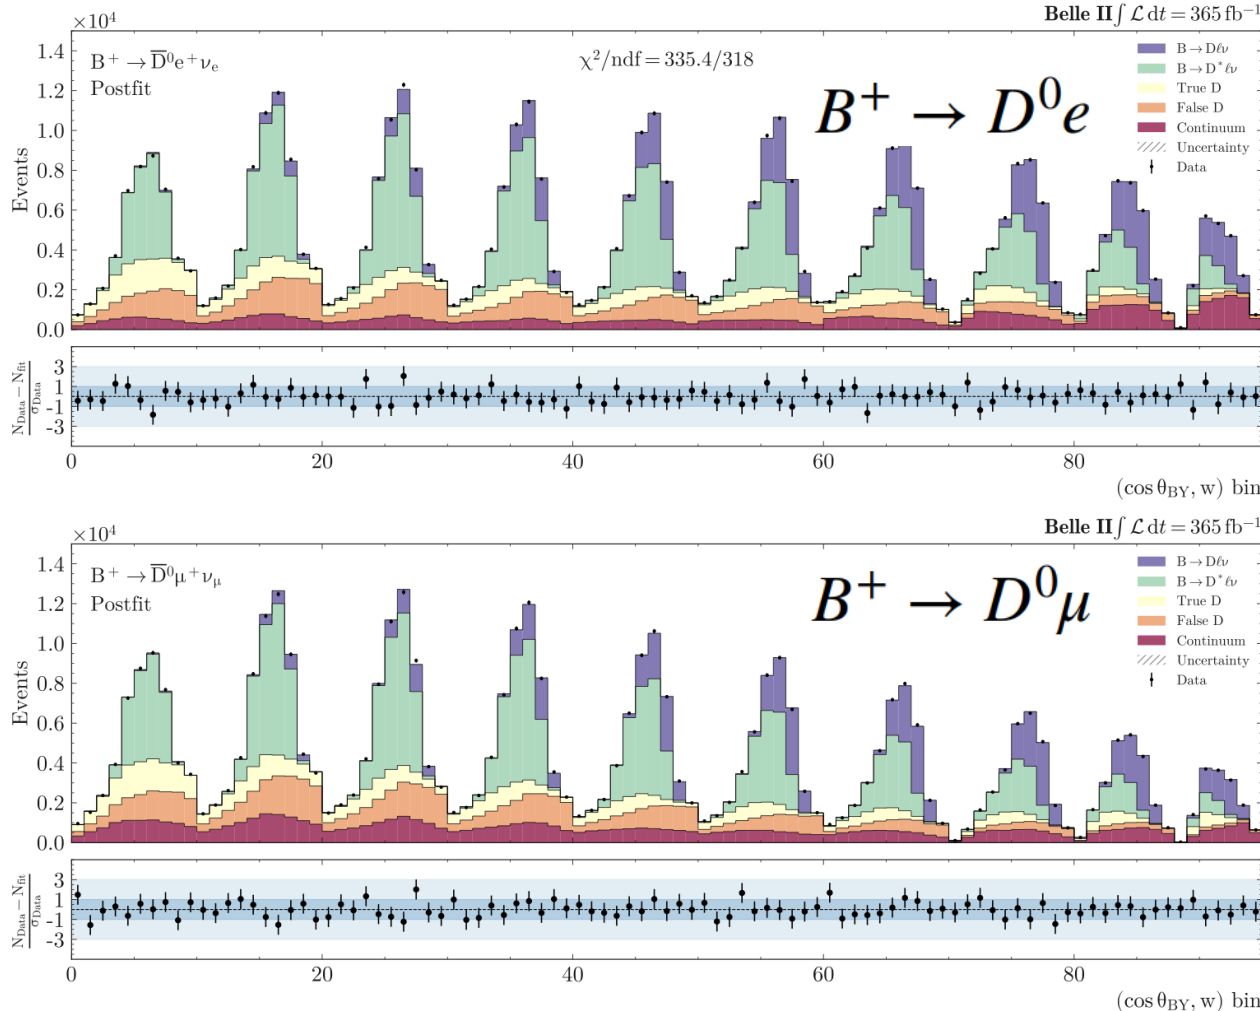 ×10⁴
Belle II ∫ ℒ dt = 365 fb⁻¹
B⁺ → D̅⁰e⁺νₑ
Postfit
χ²/ndf = 335.4/318
B⁺ → D⁰e
B → Dℓν
B → D*ℓν
True D
False D
Continuum
Uncertainty
Data
Events
1.4
1.2
1.0
0.8
0.6
0.4
0.2
0.0
N_Data − N_fit
σ_Data
3
1
-1
-3
0
20
40
60
80
(cos θ_BY, w) bin
×10⁴
Belle II ∫ ℒ dt = 365 fb⁻¹
B⁺ → D̅⁰μ⁺ν_μ
Postfit
B⁺ → D⁰μ
B → Dℓν
B → D*ℓν
True D
False D
Continuum
Uncertainty
Data
Events
1.4
1.2
1.0
0.8
0.6
0.4
0.2
0.0
N_Data − N_fit
σ_Data
3
1
-1
-3
0
20
40
60
80
(cos θ_BY, w) bin